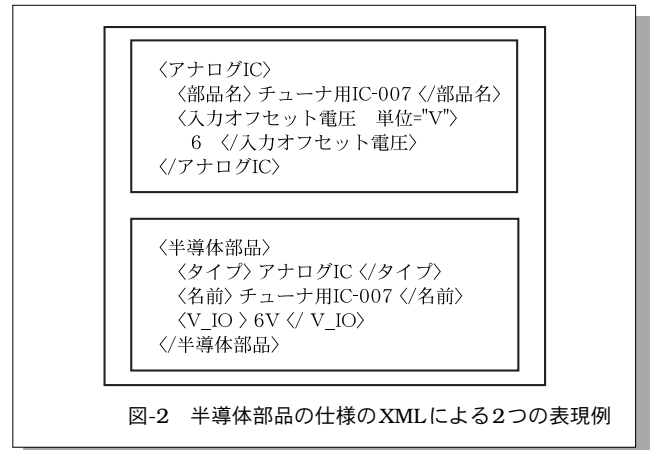 〈アナログIC〉
〈部品名〉チューナ用IC-007〈/部品名〉
〈入力オフセット電圧　単位="V"〉
6 〈/入力オフセット電圧〉
〈/アナログIC〉
〈半導体部品〉
〈タイプ〉アナログIC〈/タイプ〉
〈名前〉チューナ用IC-007〈/名前〉
〈V_IO 〉6V〈/ V_IO〉
〈/半導体部品〉
図-2　半導体部品の仕様のXMLによる2つの表現例